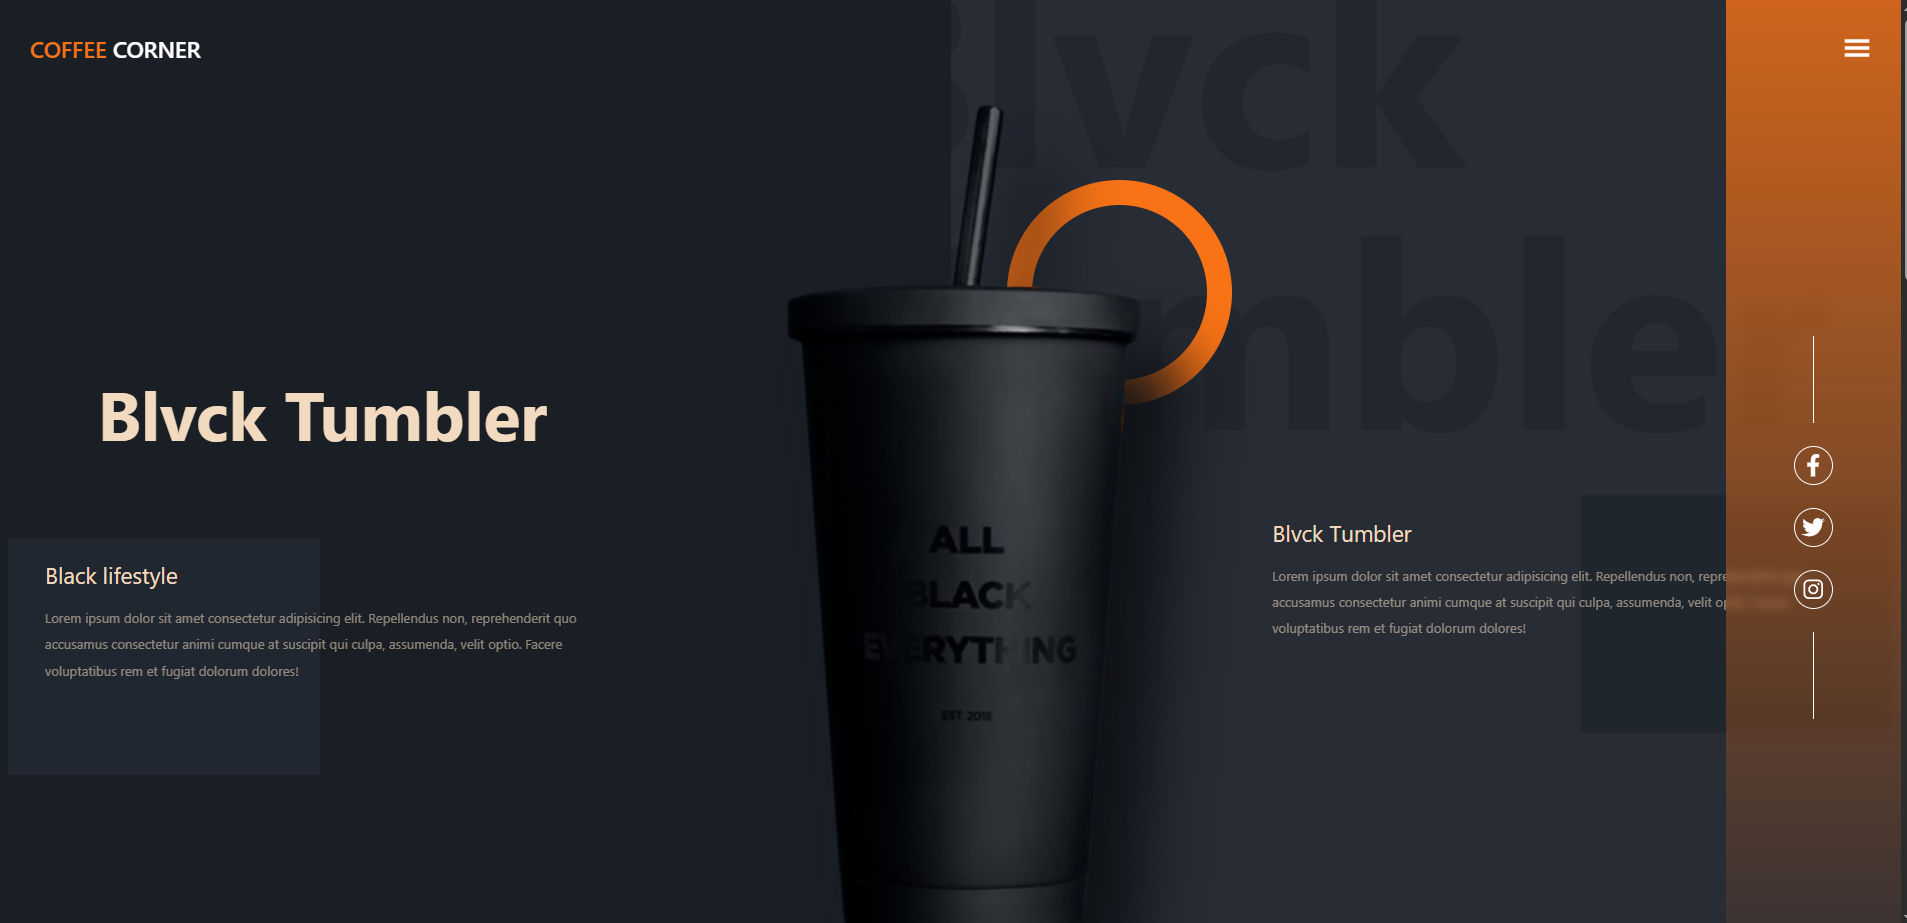 COFFEE CORNER
Blvck
Tumbler
Blvck Tumbler
ALL
BLACK
EVERYTHING
EST. 2018
Black lifestyle
Lorem ipsum dolor sit amet consectetur adipisicing elit. Repellendus non, reprehenderit quo
accusamus consectetur animi cumque at suscipit qui culpa, assumenda, velit optio. Facere
voluptatibus rem et fugiat dolorum dolores!
Blvck Tumbler
Lorem ipsum dolor sit amet consectetur adipisicing elit. Repellendus non,
accusamus consectetur animi cumque at suscipit qui culpa, assumenda, velit
voluptatibus rem et fugiat dolorum dolores!